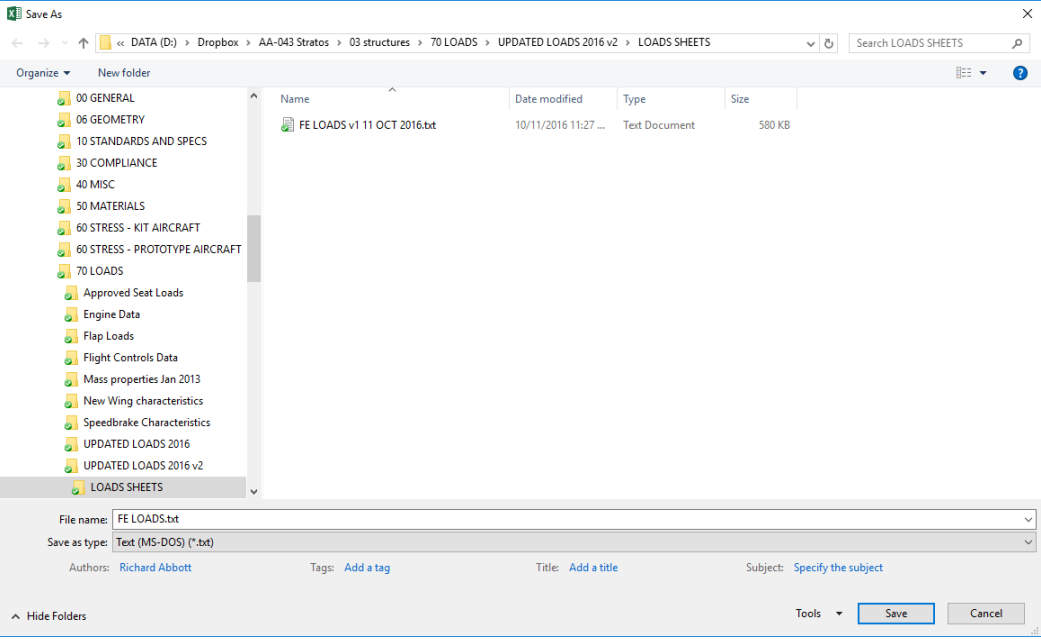 Save As
« DATA (D:) › Dropbox › AA-043 Stratos › 03 structures › 70 LOADS › UPDATED LOADS 2016 v2 › LOADS SHEETS
Search LOADS SHEETS
Organize
New folder
?
00 GENERAL
06 GEOMETRY
10 STANDARDS AND SPECS
30 COMPLIANCE
40 MISC
50 MATERIALS
60 STRESS - KIT AIRCRAFT
60 STRESS - PROTOTYPE AIRCRAFT
70 LOADS
Approved Seat Loads
Engine Data
Flap Loads
Flight Controls Data
Mass properties Jan 2013
New Wing characteristics
Speedbrake Characteristics
UPDATED LOADS 2016
UPDATED LOADS 2016 v2
LOADS SHEETS
Name Date modified Type Size
FE LOADS v1 11 OCT 2016.txt 10/11/2016 11:27 ... Text Document 580 KB
File name: FE LOADS.txt
Save as type: Text (MS-DOS) (*.txt)
Authors: Richard Abbott Tags: Add a tag Title: Add a title Subject: Specify the subject
Hide Folders
Tools
Save
Cancel